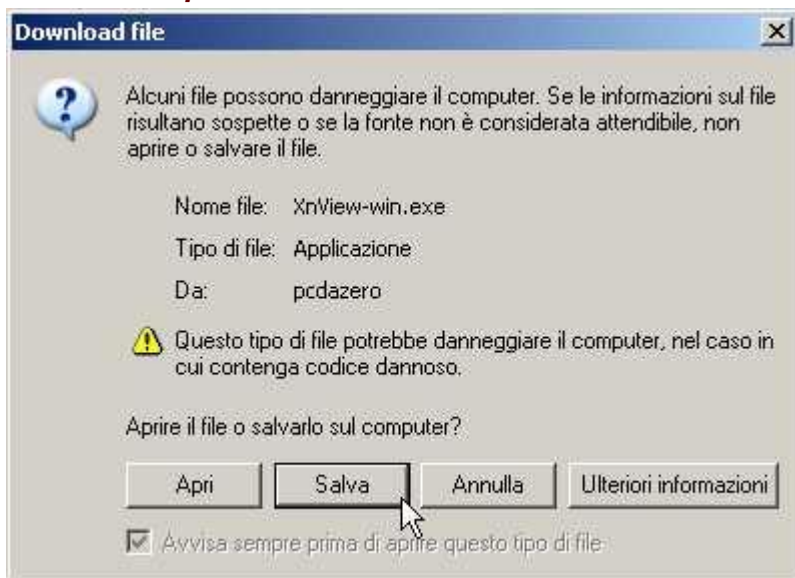 Download file
Alcuni file possono danneggiare il computer. Se le informazioni sul file
risultano sospette o se la fonte non è considerata attendibile, non
aprire o salvare il file.
Nome file: XnView-win.exe
Tipo di file: Applicazione
Da: pcdazero
Questo tipo di file potrebbe danneggiare il computer, nel caso in
cui contenga codice dannoso.
Aprire il file o salvarlo sul computer?
Apri Salva Annulla Ulteriori informazioni
Avvisa sempre prima di aprire questo tipo di file